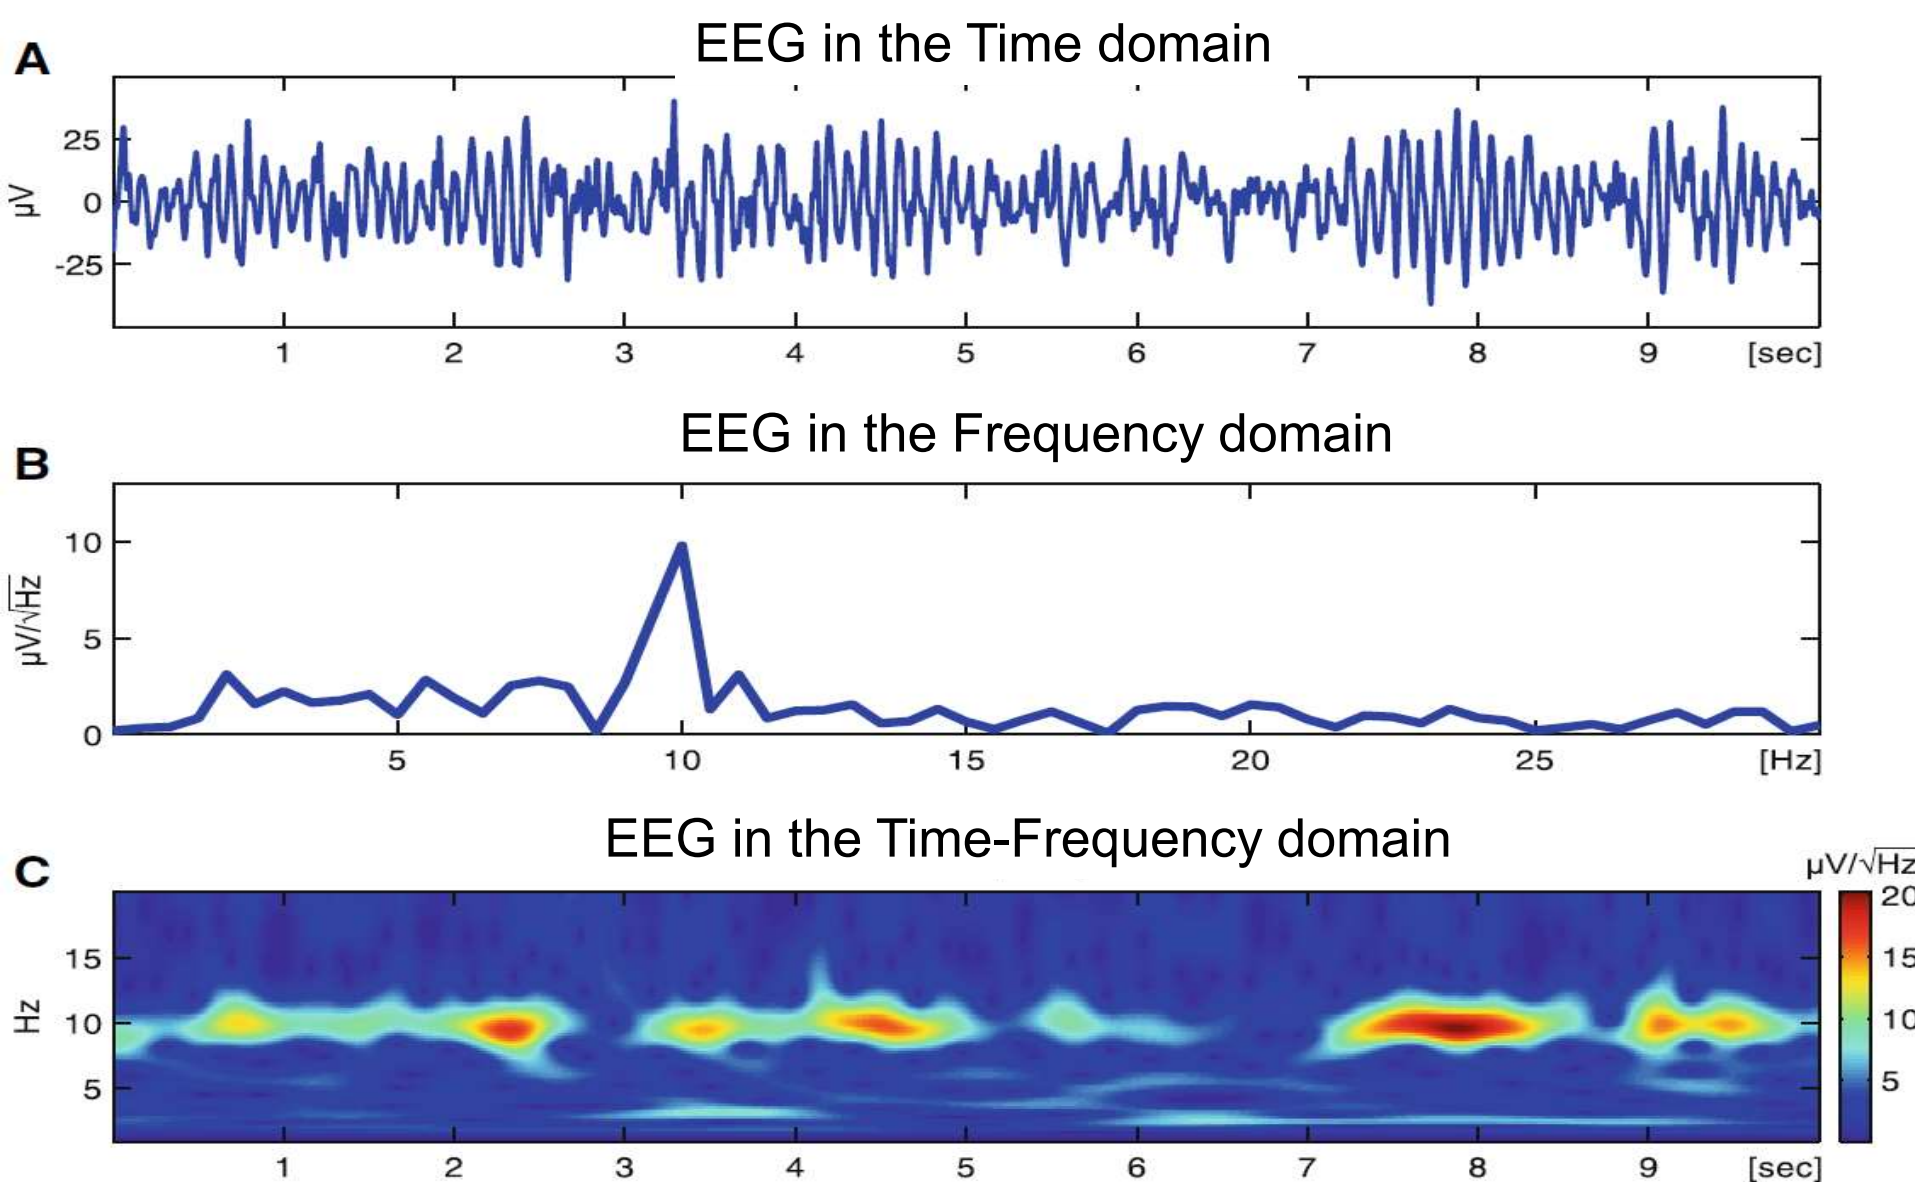 EEG in the Time domain
A
25
0
-25
µV
1 2 3 4 5 6 7 8 9 [sec]
EEG in the Frequency domain
B
10
5
0
µV/√Hz
5 10 15 20 25 [Hz]
EEG in the Time-Frequency domain
C
µV/√Hz
15
10
5
Hz
20
15
10
5
1 2 3 4 5 6 7 8 9 [sec]